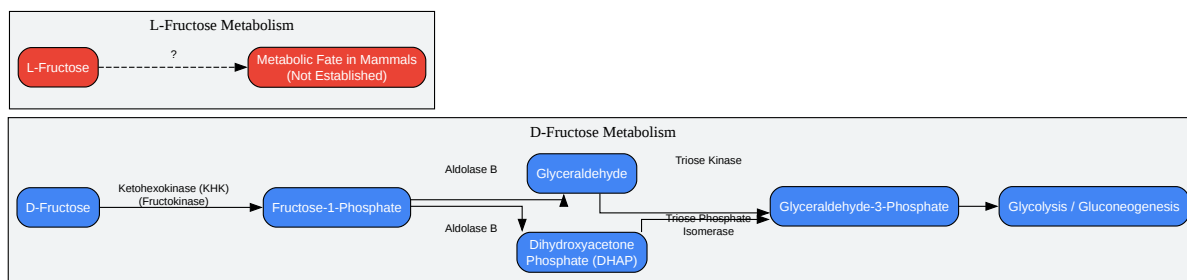 L-Fructose Metabolism
?
L-Fructose
Metabolic Fate in Mammals
(Not Established)
D-Fructose Metabolism
Aldolase B
Triose Kinase
Glyceraldehyde
Ketohexokinase (KHK)
(Fructokinase)
D-Fructose
Fructose-1-Phosphate
Glyceraldehyde-3-Phosphate
Glycolysis / Gluconeogenesis
Triose Phosphate
Isomerase
Aldolase B
Dihydroxyacetone
Phosphate (DHAP)